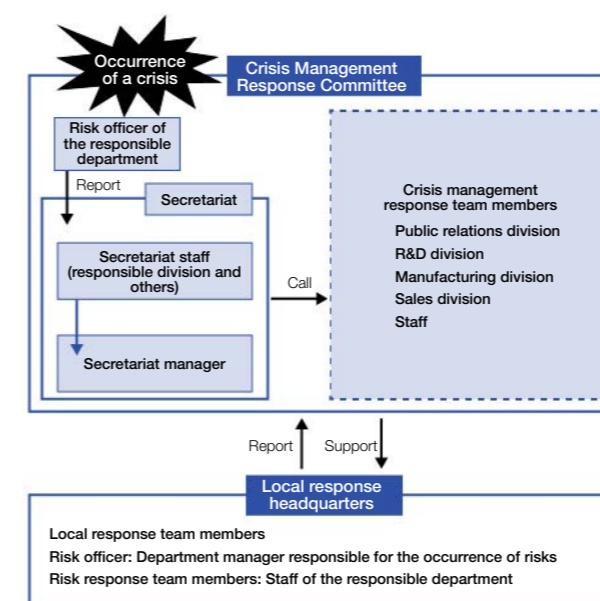 Occurrence
of a crisis
Crisis Management
Response Committee
Risk officer of
the responsible
department
Report
Secretariat
Secretariat staff
(responsible division and
others)
Secretariat manager
Call
Crisis management
response team members
Public relations division
R&D division
Manufacturing division
Sales division
Staff
Report
Support
Local response
headquarters
Local response team members
Risk officer: Department manager responsible for the occurrence of risks
Risk response team members: Staff of the responsible department